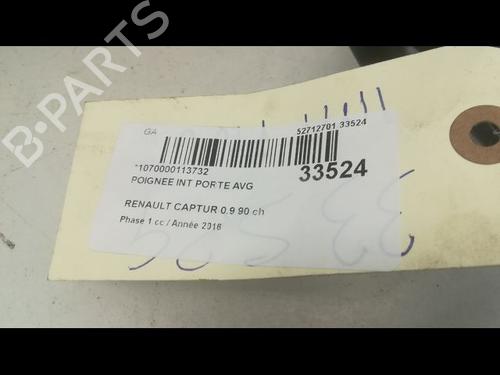 B-PARTS
GA
52712701 33524
*1070000113732
33524
POIGNEE INT PORTE AVG
RENAULT CAPTUR 0.9 90 ch
Phase 1 cc / Année 2016